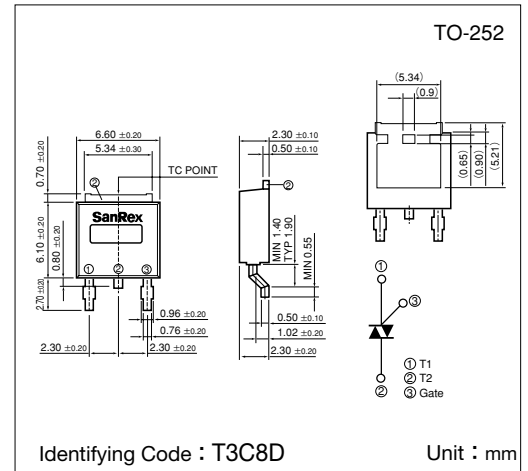 TO-252
(5.34)
(0.9)
(0.65)
(0.90)
(5.21)
6.60 ±0.20
5.34 ±0.30
TC POINT
0.70 ±0.20
②
SanRex
6.10 ±0.20
0.80 ±0.20
2.70 ±0.20
① ② ③
0.96 ±0.20
0.76 ±0.20
2.30 ±0.20
2.30 ±0.20
2.30 ±0.10
0.50 ±0.10
②
MIN 1.40
TYP 1.90
MIN 0.55
0.50 ±0.10
1.02 ±0.20
2.30 ±0.20
①
③
②
① T1
② T2
③ Gate
Identifying Code：T3C8D
Unit：mm